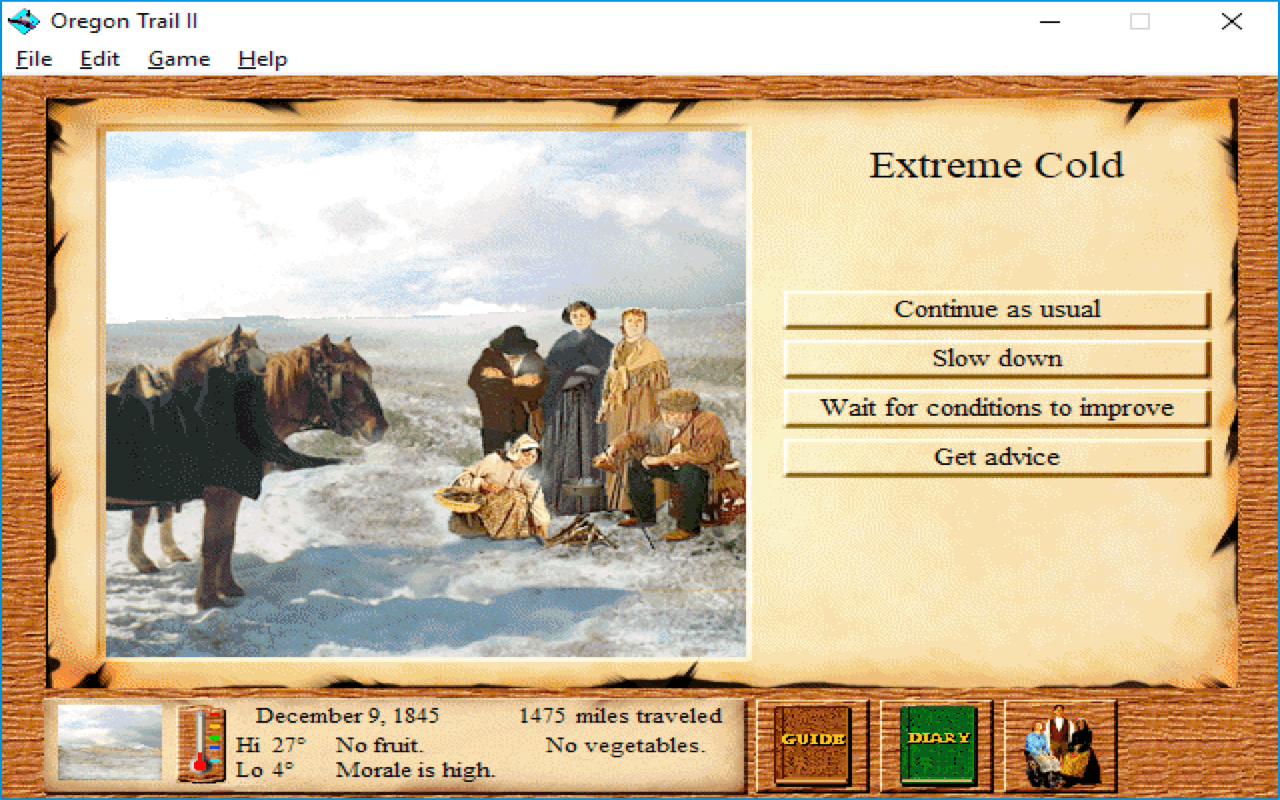 Oregon Trail II
File Edit Game Help
Extreme Cold
Continue as usual
Slow down
Wait for conditions to improve
Get advice
December 9, 1845 1475 miles traveled
Hi 27° No fruit. No vegetables.
Lo 4° Morale is high.
GUIDE
DIARY